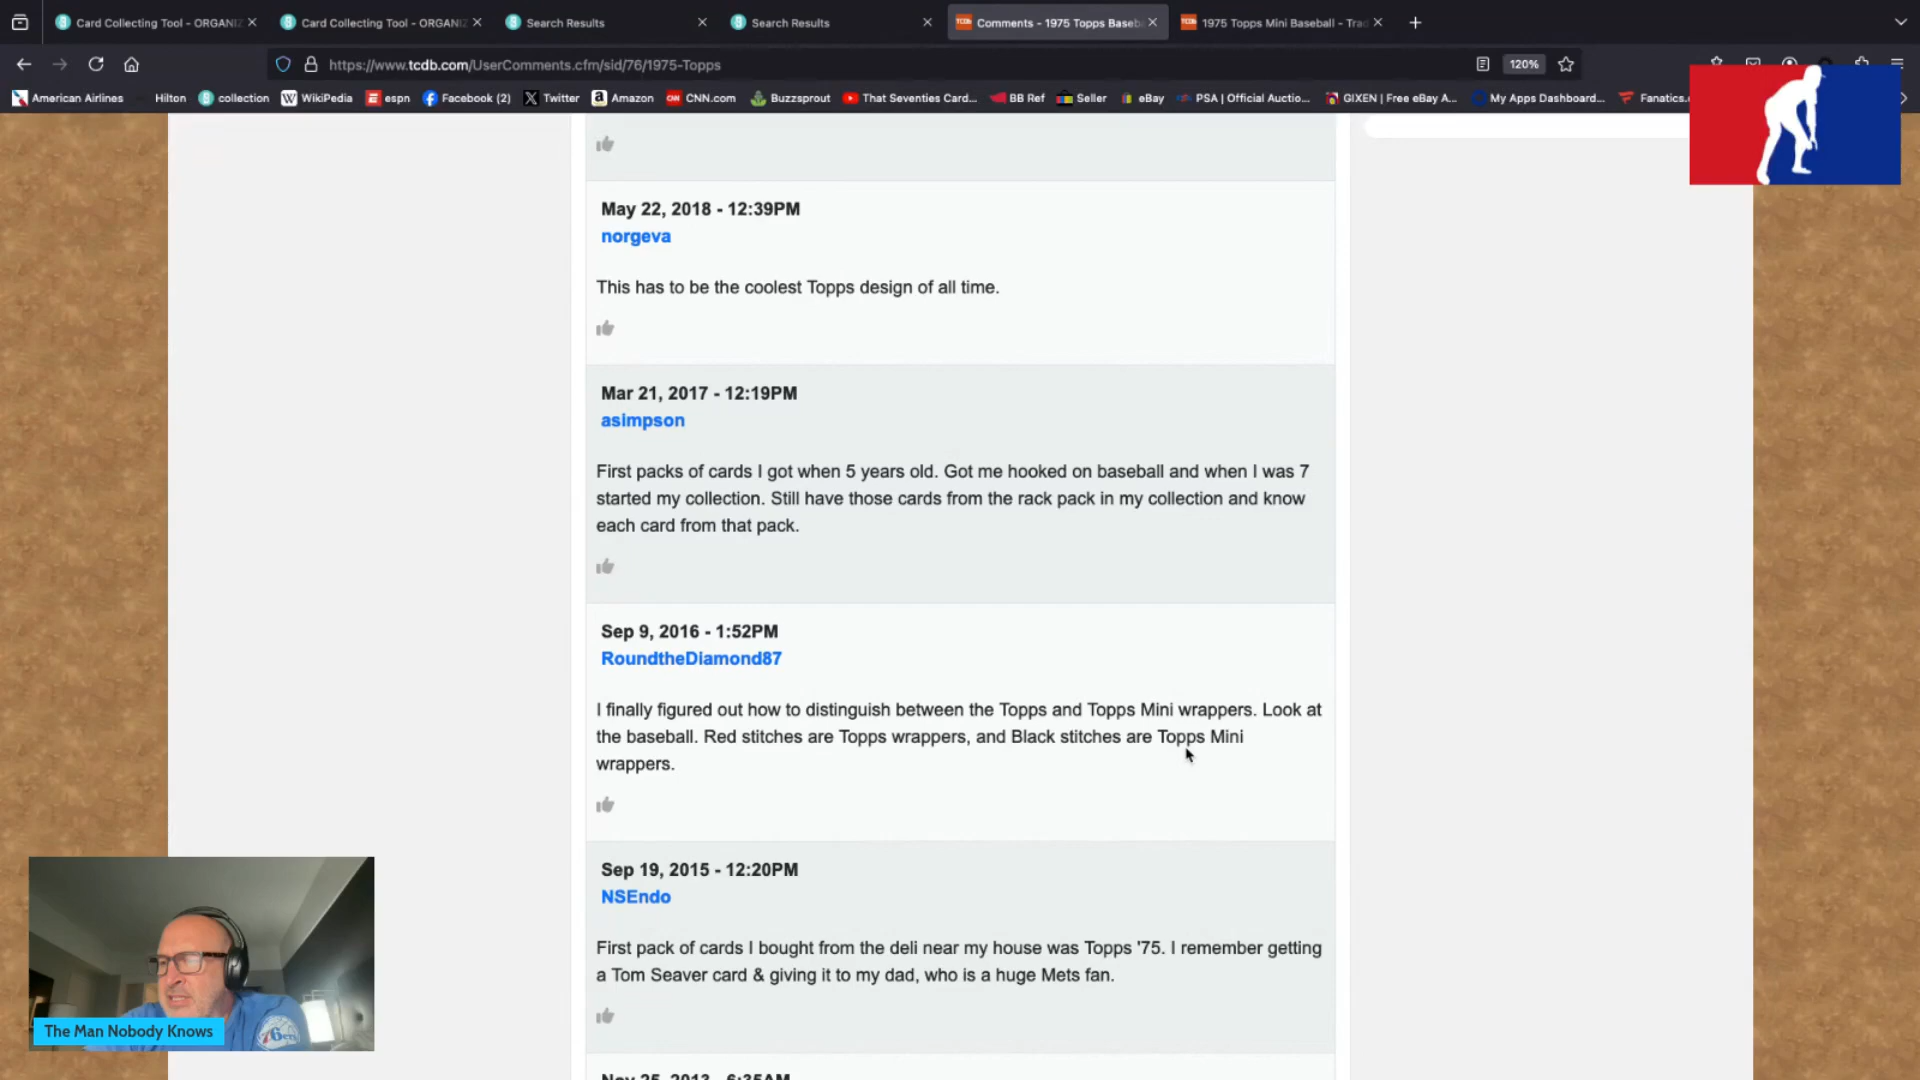 Card Collecting Tool - ORGANIZ
Card Collecting Tool - ORGANIZ
Search Results
Search Results
Comments - 1975 Topps Baseba
1975 Topps Mini Baseball - Trad
https://www.tcdb.com/UserComments.cfm/sid/76/1975-Topps
120%
American Airlines
Hilton
collection
WikiPedia
espn
Facebook (2)
Twitter
Amazon
CNN.com
Buzzsprout
That Seventies Card...
BB Ref
Seller
eBay
PSA | Official Auctio...
GIXEN | Free eBay A...
My Apps Dashboard...
Fanatics.c
May 22, 2018 - 12:39PM
norgeva
This has to be the coolest Topps design of all time.
Mar 21, 2017 - 12:19PM
asimpson
First packs of cards I got when 5 years old. Got me hooked on baseball and when I was 7
started my collection. Still have those cards from the rack pack in my collection and know
each card from that pack.
Sep 9, 2016 - 1:52PM
RoundtheDiamond87
I finally figured out how to distinguish between the Topps and Topps Mini wrappers. Look at
the baseball. Red stitches are Topps wrappers, and Black stitches are Topps Mini
wrappers.
Sep 19, 2015 - 12:20PM
NSEndo
First pack of cards I bought from the deli near my house was Topps '75. I remember getting
a Tom Seaver card & giving it to my dad, who is a huge Mets fan.
Nov 25, 2013 - 6:35AM
The Man Nobody Knows
76ers